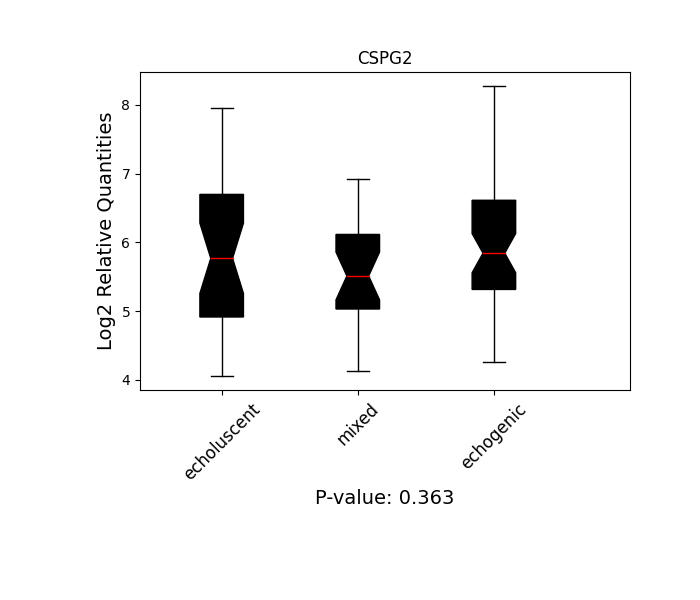 CSPG2
Log2 Relative Quantities
8
7
6
5
4
echoluscent
mixed
echogenic
P-value: 0.363